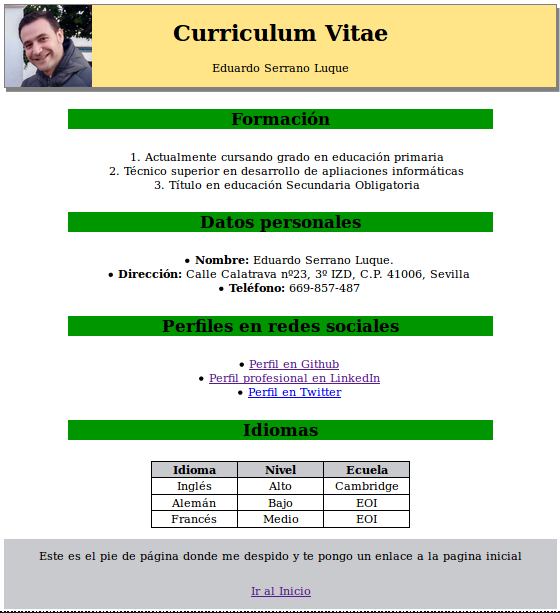 Curriculum Vitae
Eduardo Serrano Luque
Formación
1. Actualmente cursando grado en educación primaria
2. Técnico superior en desarrollo de apliaciones informáticas
3. Título en educación Secundaria Obligatoria
Datos personales
• Nombre: Eduardo Serrano Luque.
• Dirección: Calle Calatrava nº23, 3º IZD, C.P. 41006, Sevilla
• Teléfono: 669-857-487
Perfiles en redes sociales
• Perfil en Github
• Perfil profesional en LinkedIn
• Perfil en Twitter
Idiomas
Idioma Nivel Ecuela
Inglés Alto Cambridge
Alemán Bajo EOI
Francés Medio EOI
Este es el pie de página donde me despido y te pongo un enlace a la pagina inicial
Ir al Inicio